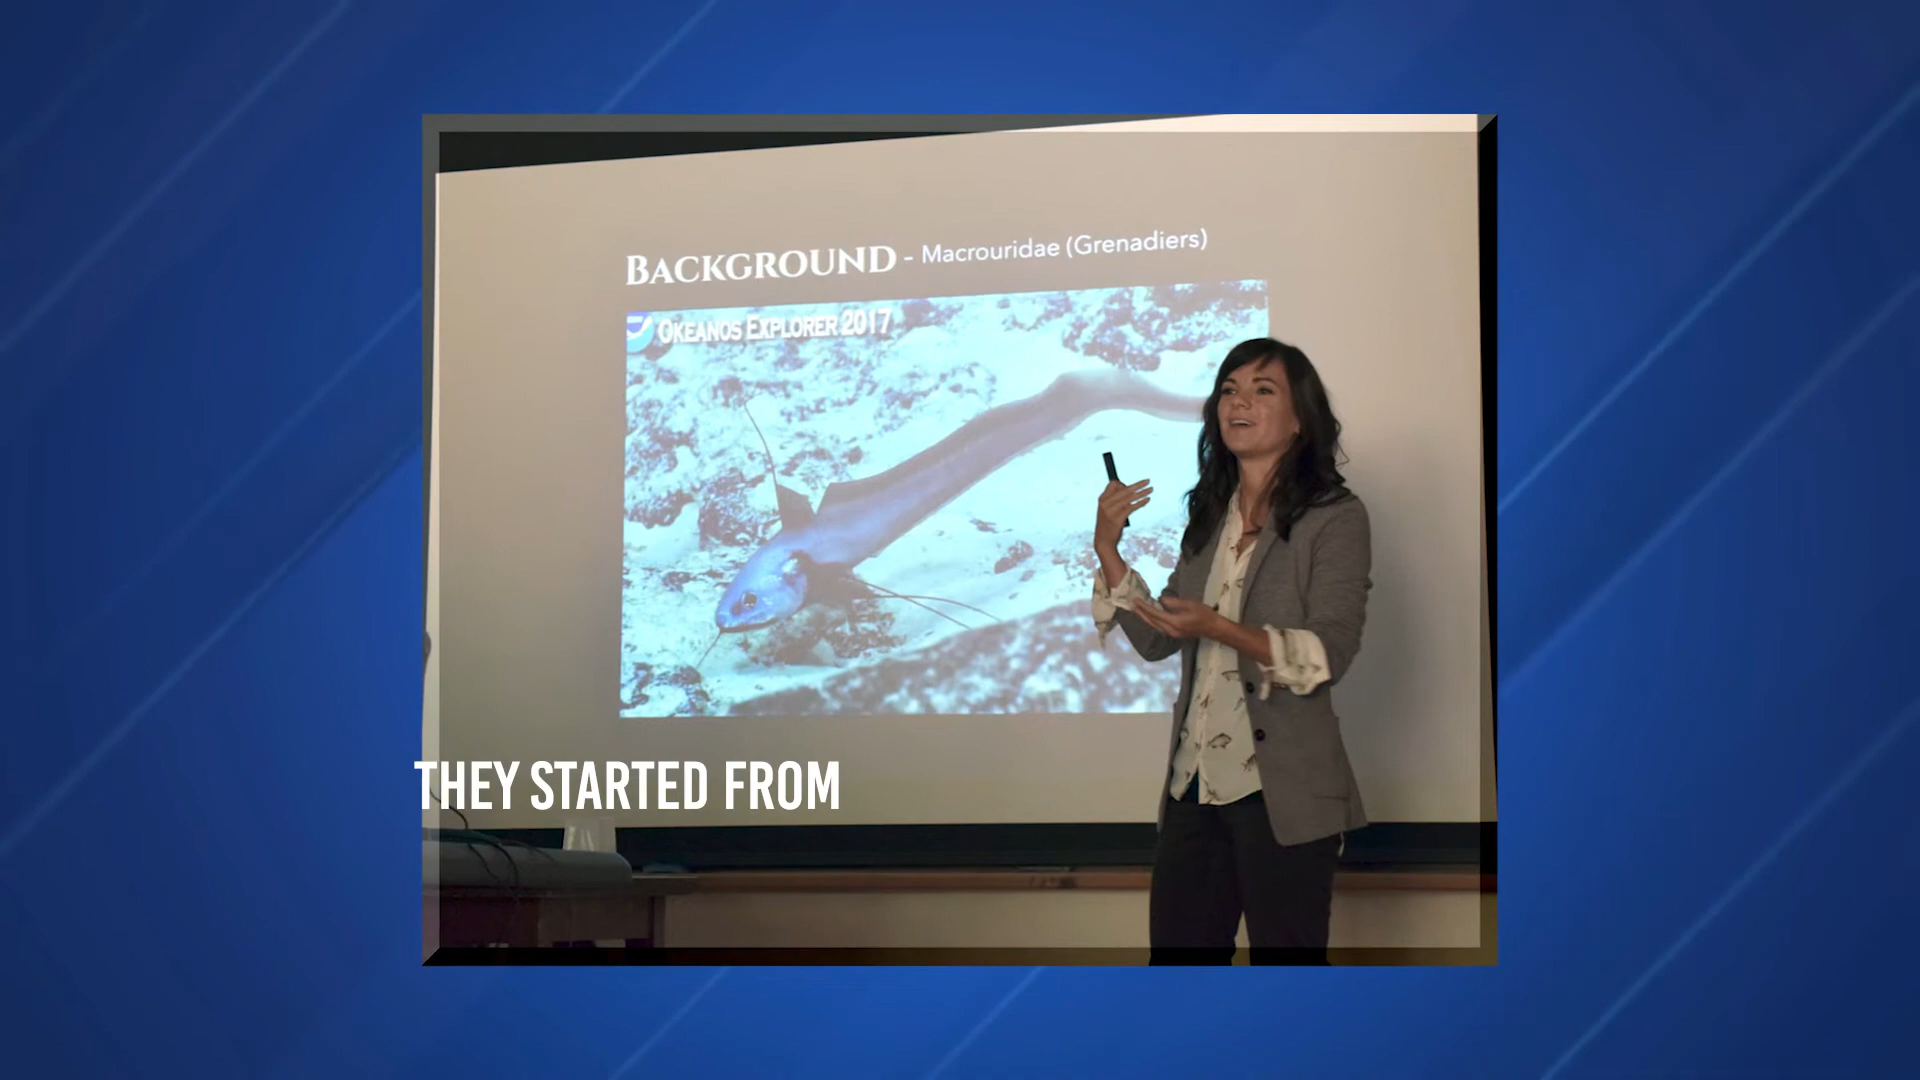 BACKGROUND - Macrouridae (Grenadiers)
OKEANOS EXPLORER 2017
THEY STARTED FROM